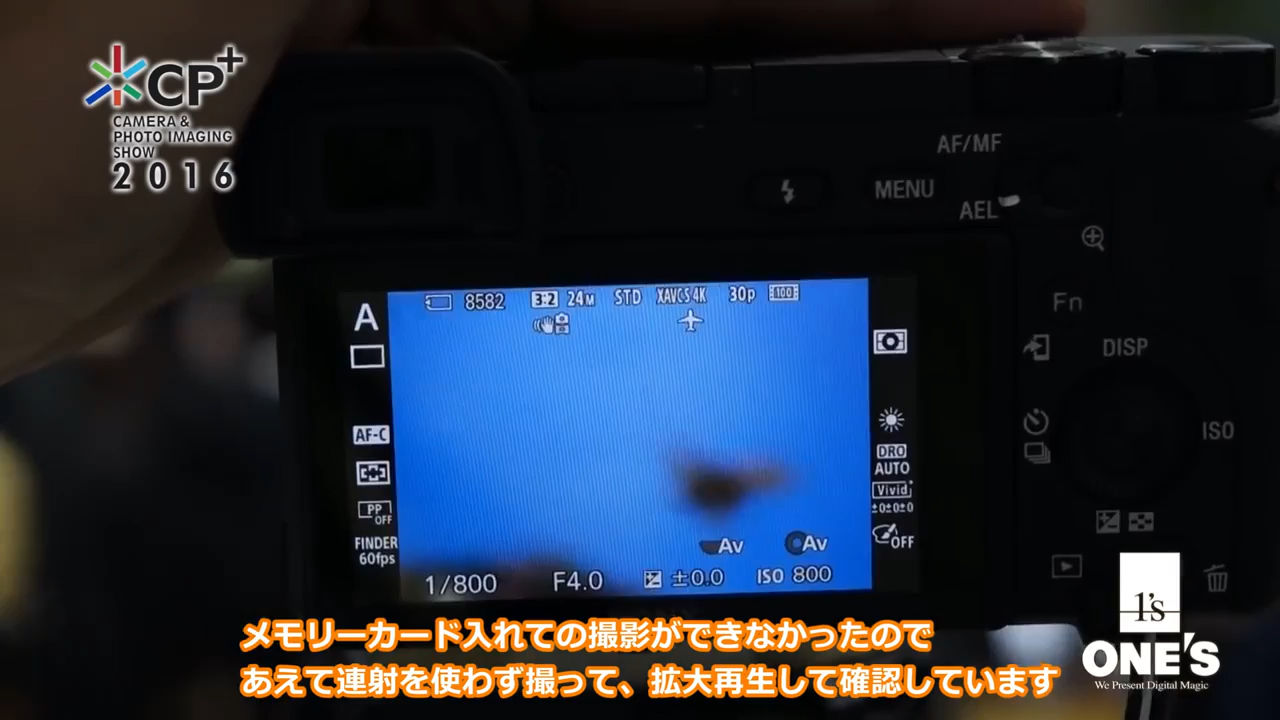 CP+
CAMERA &
PHOTO IMAGING
SHOW
2016
AF/MF
MENU
AEL
Fn
DISP
ISO
A
8582
3:2 24M STD XAVC S 4K 30p 100
AF-C
PP OFF
FINDER
60fps
DRO
AUTO
Vivid
±0±0±0
OFF
Av Av
1/800 F4.0 ±0.0 ISO 800
メモリーカード入れての撮影ができなかったので
あえて連射を使わず撮って、拡大再生して確認しています
1's
ONE'S
We Present Digital Magic